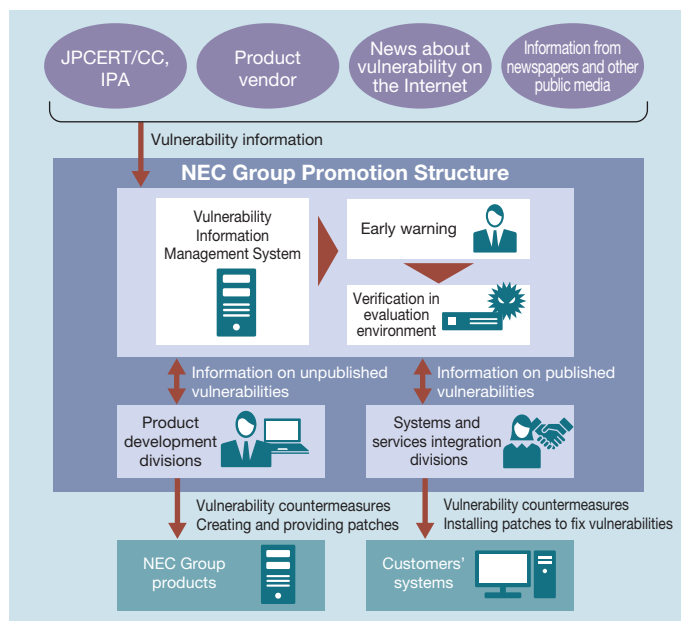 JPCERT/CC,
IPA
Product
vendor
News about
vulnerability on
the Internet
Information from
newspapers and other
public media
Vulnerability information
NEC Group Promotion Structure
Vulnerability
Information
Management System
Early warning
Verification in
evaluation
environment
Information on unpublished
vulnerabilities
Information on published
vulnerabilities
Product
development
divisions
Systems and
services integration
divisions
Vulnerability countermeasures
Creating and providing patches
Vulnerability countermeasures
Installing patches to fix vulnerabilities
NEC Group
products
Customers’
systems